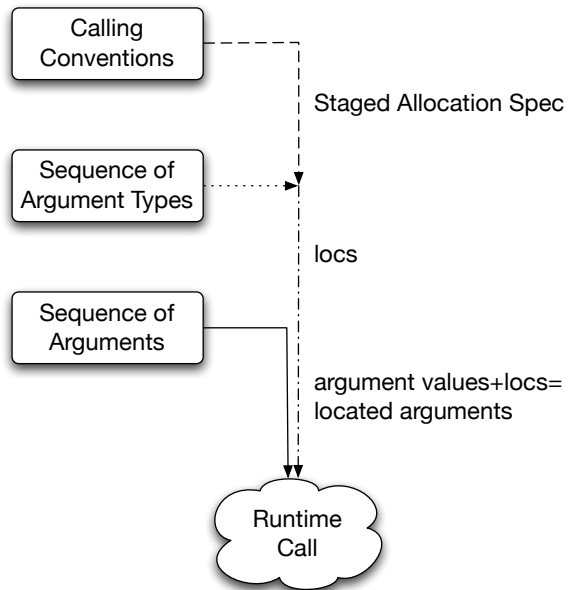 Calling
Conventions
Staged Allocation Spec
Sequence of
Argument Types
locs
Sequence of
Arguments
argument values+locs=
located arguments
Runtime
Call